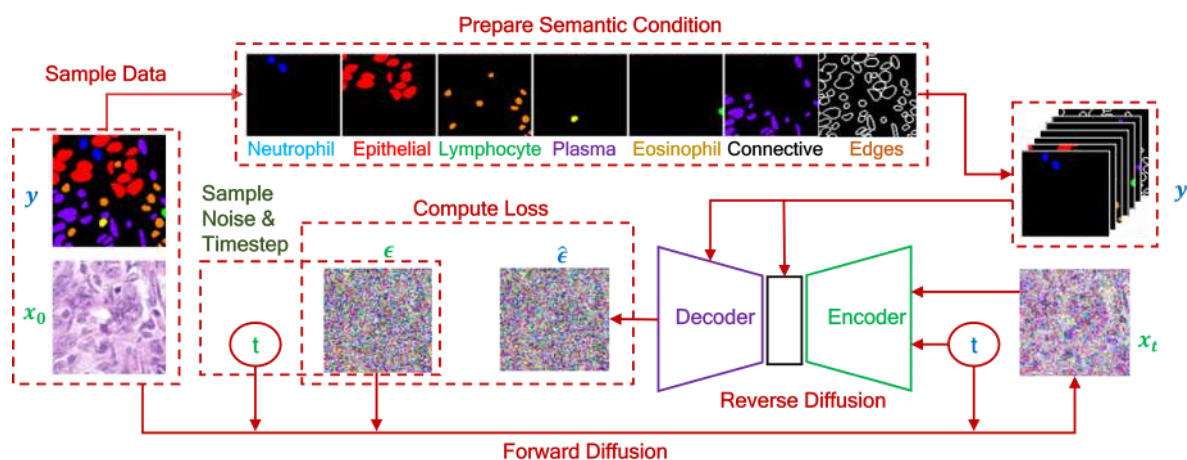 Prepare Semantic Condition
Sample Data
Neutrophil Epithelial Lymphocyte Plasma Eosinophil Connective Edges
y
y
Sample
Noise &
Timestep
Compute Loss
ϵ
ϵ̂
x₀
t
Decoder
Encoder
t
xₜ
Reverse Diffusion
Forward Diffusion